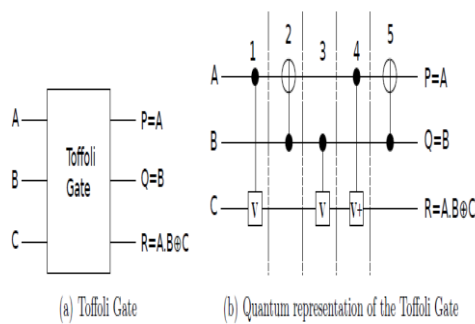 A
B
C
Toffoli
Gate
P=A
Q=B
R=A.B⊕C
(a) Toffoli Gate
1
2
3
4
5
A
B
C
V
V
V+
P=A
Q=B
R=A.B⊕C
(b) Quantum representation of the Toffoli Gate